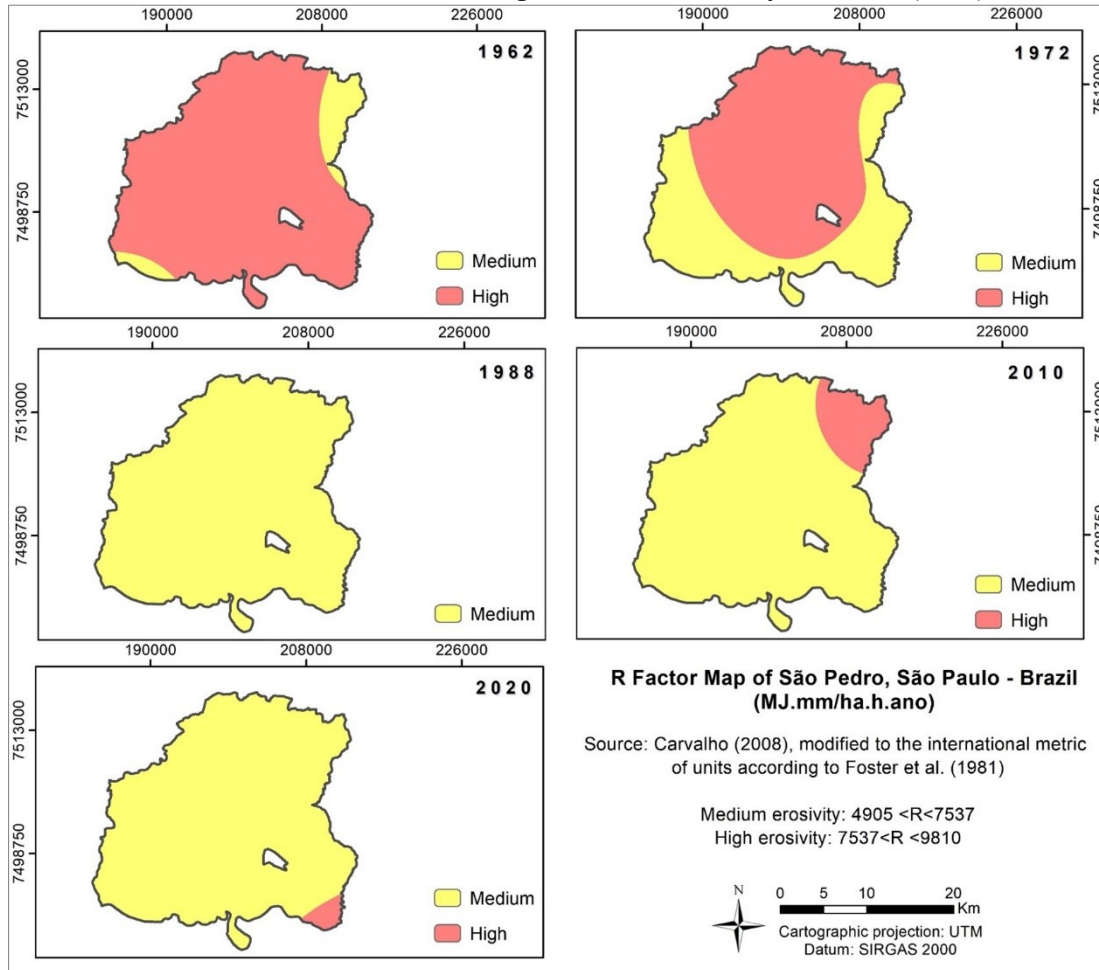 190000 208000 226000
190000 208000 226000
7513000
1962
1972
7513000
7498750
7498750
Medium
High
Medium
High
190000 208000 226000
190000 208000 226000
7513000
1988
2010
7513000
7498750
7498750
Medium
Medium
High
190000 208000 226000
7513000
2020
7498750
Medium
High
R Factor Map of São Pedro, São Paulo - Brazil
(MJ.mm/ha.h.ano)
Source: Carvalho (2008), modified to the international metric
of units according to Foster et al. (1981)
Medium erosivity: 4905 <R<7537
High erosivity: 7537<R <9810
N
0 5 10 20
Km
Cartographic projection: UTM
Datum: SIRGAS 2000